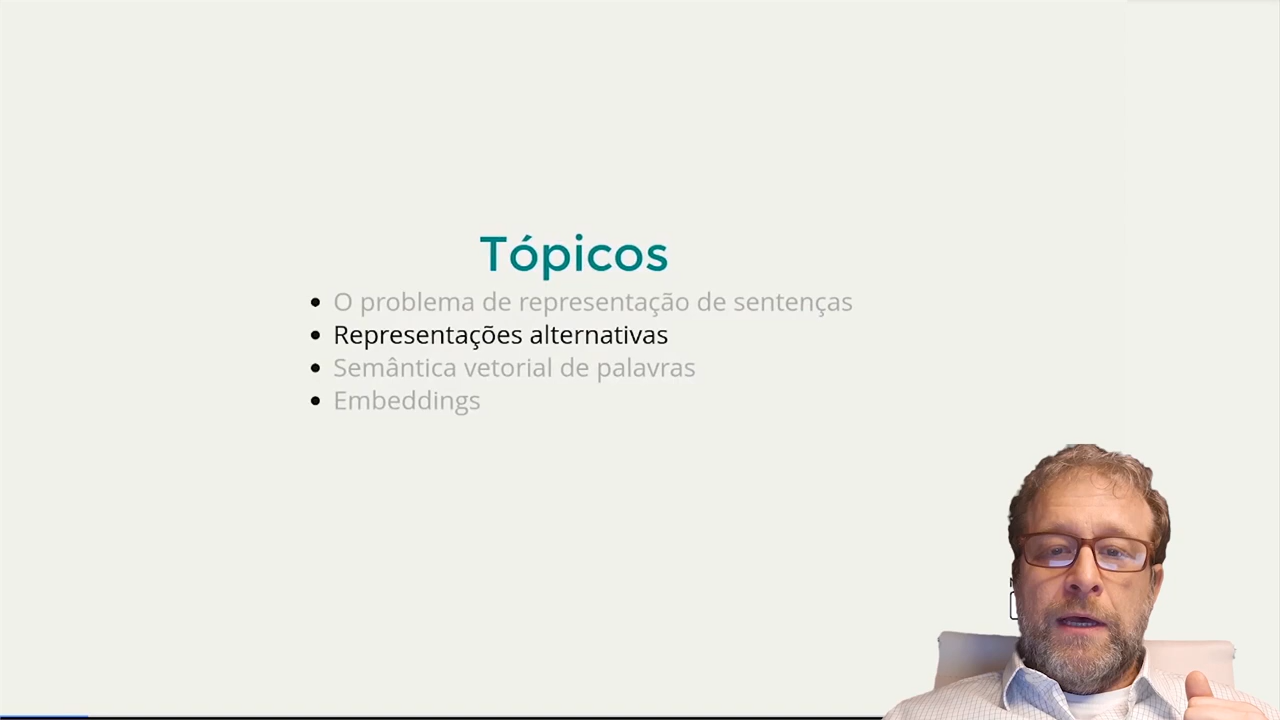 Tópicos
O problema de representação de sentenças
Representações alternativas
Semântica vetorial de palavras
Embeddings